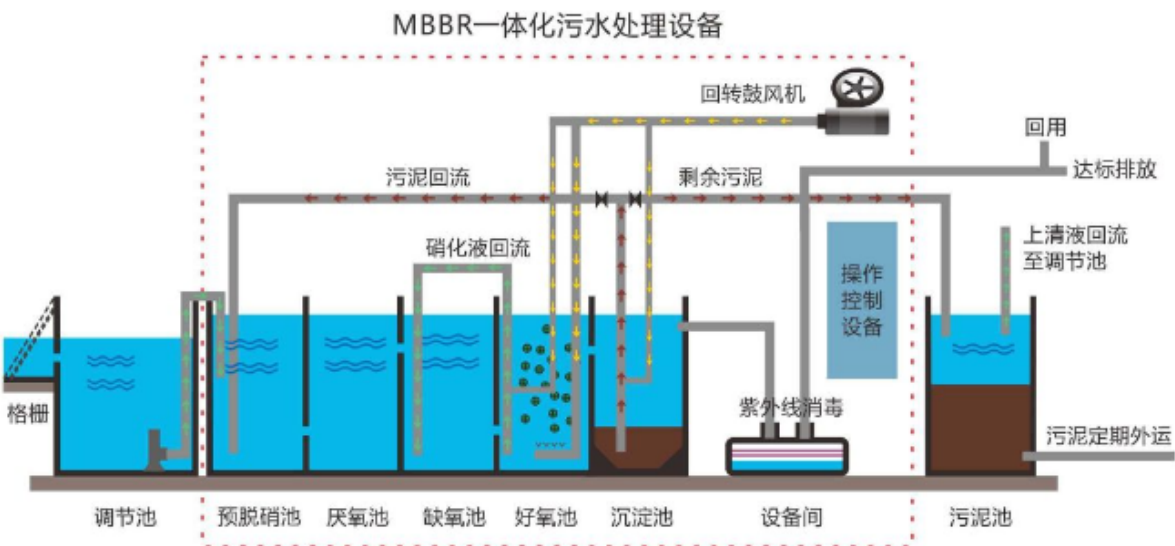 MBBR一体化污水处理设备
回转鼓风机
回用
达标排放
污泥回流
剩余污泥
硝化液回流
上清液回流
至调节池
操作
控制
设备
格栅
紫外线消毒
污泥定期外运
调节池
预脱硝池
厌氧池
缺氧池
好氧池
沉淀池
设备间
污泥池